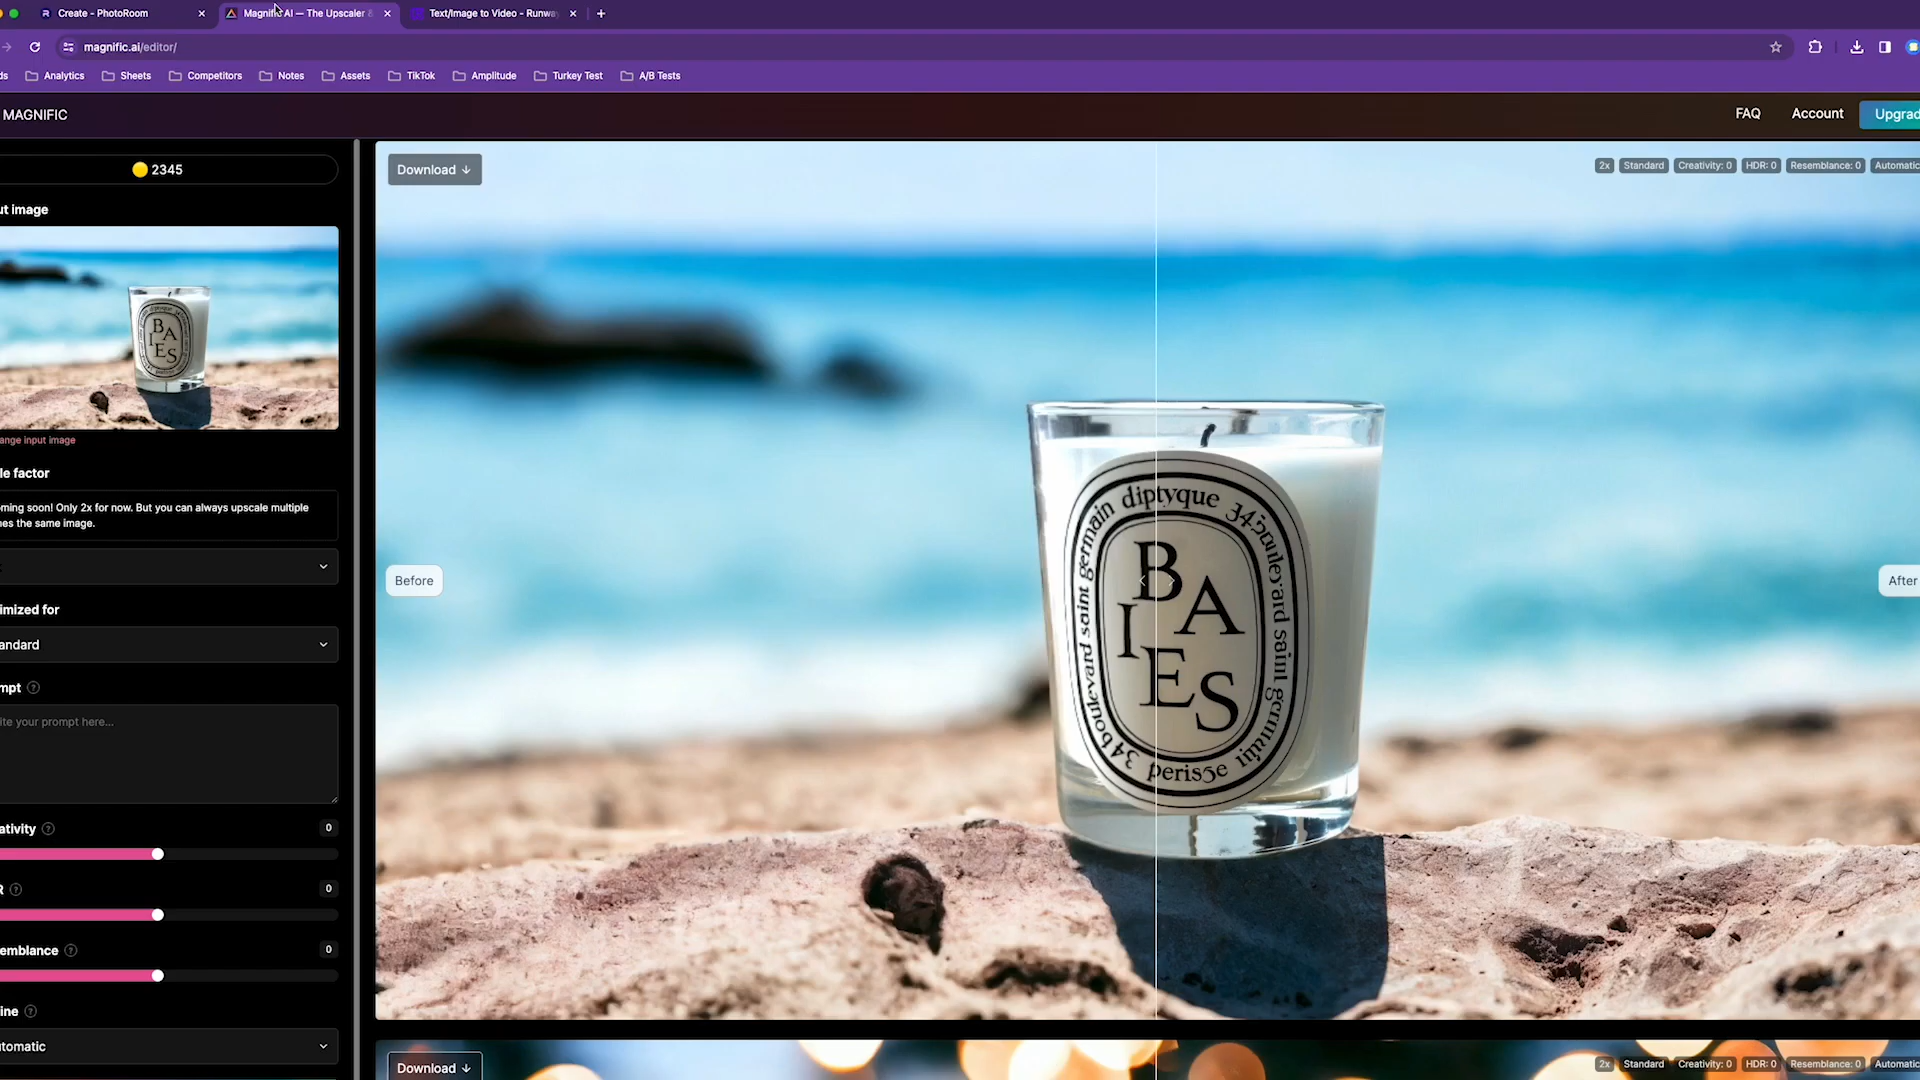 Create - PhotoRoom
Magnific AI — The Upscaler &
Text/Image to Video - Runwa
magnific.ai/editor/
ds
Analytics
Sheets
Competitors
Notes
Assets
TikTok
Amplitude
Turkey Test
A/B Tests
MAGNIFIC
FAQ
Account
Upgrad
2345
ut image
BAIES
ange input image
le factor
ming soon! Only 2x for now. But you can always upscale multiple
nes the same image.
imized for
andard
mpt
ite your prompt here...
ativity
0
R
0
emblance
0
ine
tomatic
Download ↓
2x
Standard
Creativity: 0
HDR: 0
Resemblance: 0
Automatic
Before
After
diptyque 34 boulevard saint germain
B
A
I
E
S
34 boulevard saint germain
Download ↓
2x
Standard
Creativity: 0
HDR: 0
Resemblance: 0
Automatic